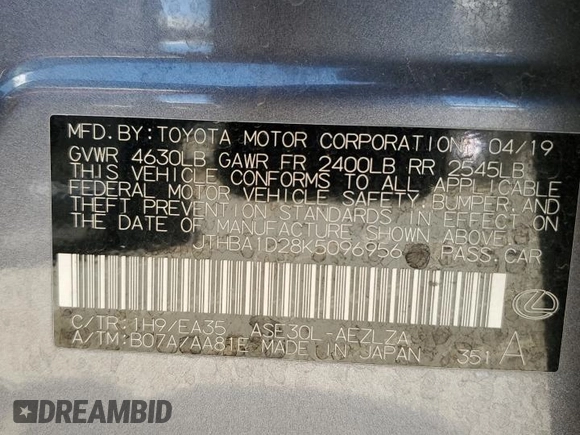 MFD.BY:TOYOTA MOTOR CORPORATION 04/19
GVWR 4630LB GAWR FR 2400LB RR 2545LB
THIS VEHICLE CONFORMS TO ALL APPLICABLE
FEDERAL MOTOR VEHICLE SAFETY,BUMPER,AND
THEFT PREVENTION STANDARDS IN EFFECT ON
THE DATE OF MANUFACTURE SHOWN ABOVE.
JTHBA1D28K5096956 PASS.CAR
C/TR:1H9/EA35 ASE30L-AEZLZA
A/TM:B07A/AA81E MADE IN JAPAN 351 A
DREAMBID